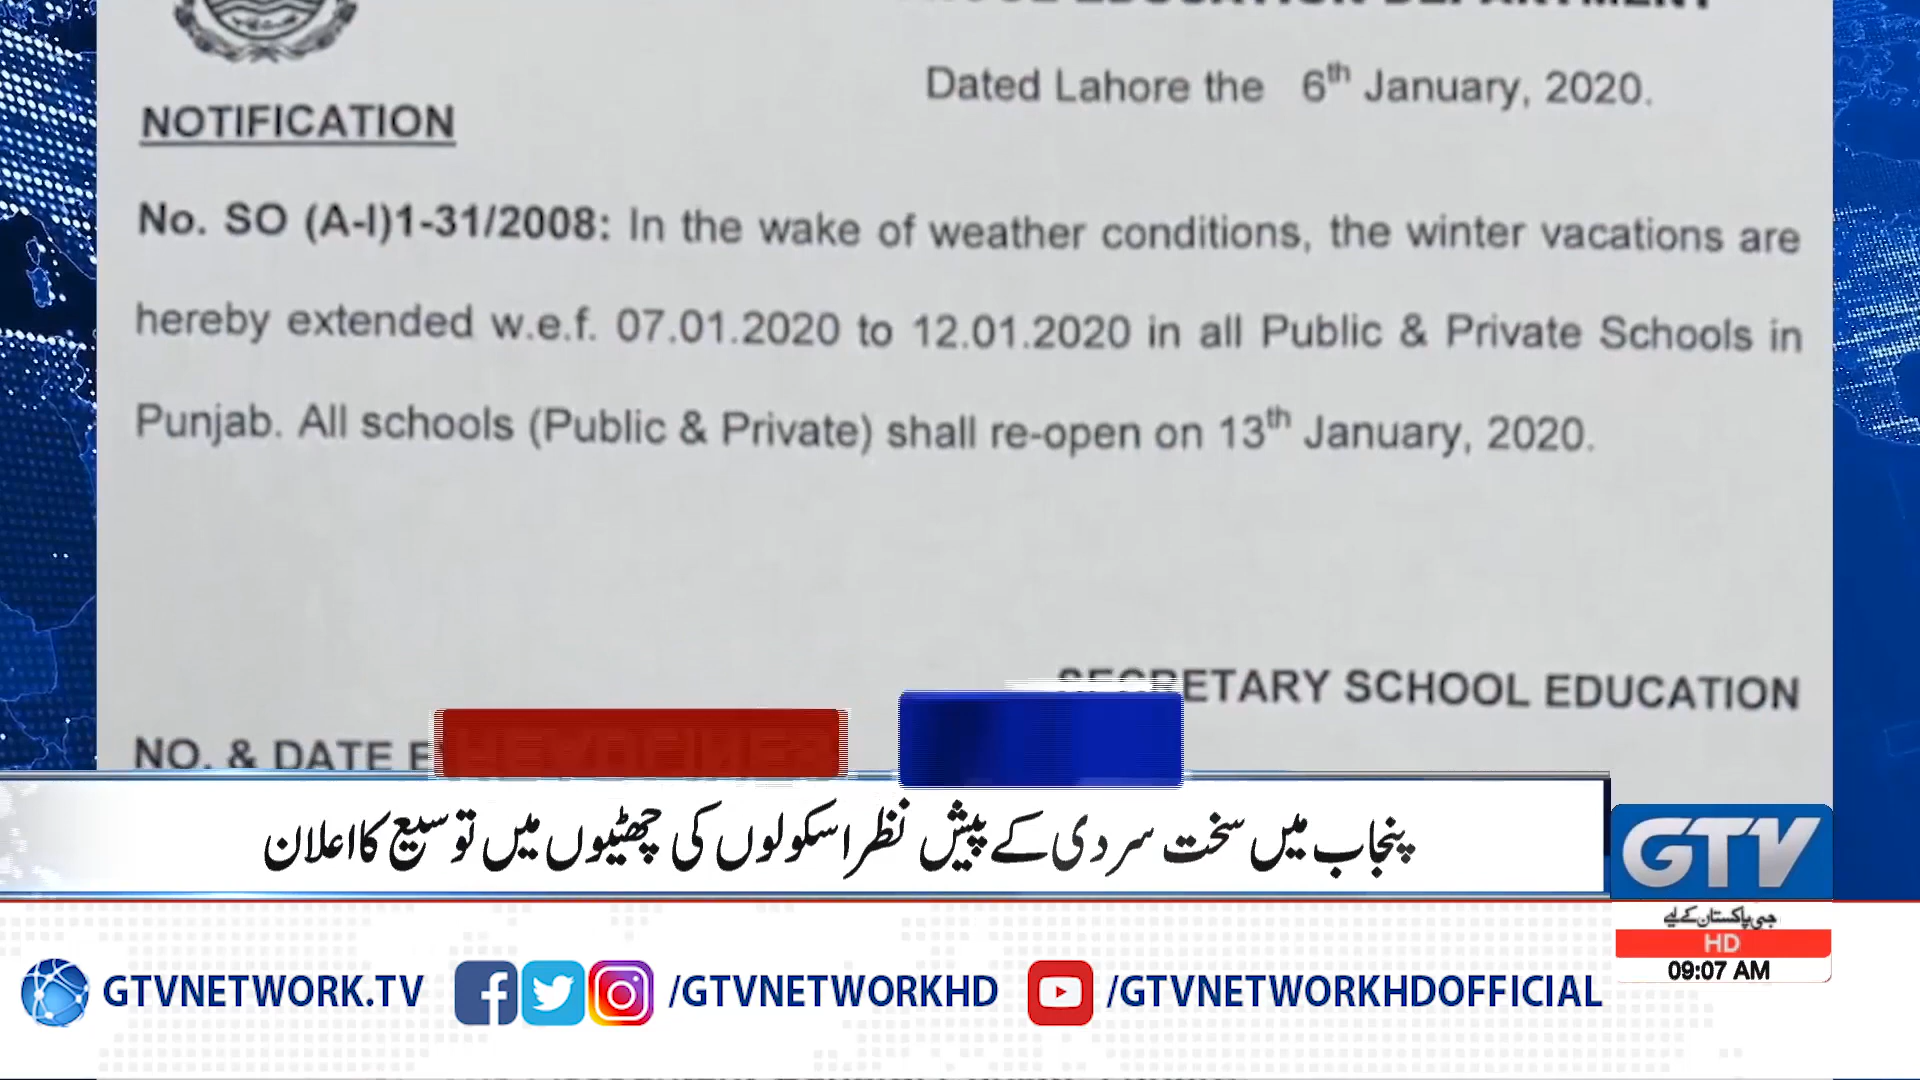 EDUCATION DEPARTMENT
Dated Lahore the 6th January, 2020.
NOTIFICATION
No. SO (A-I)1-31/2008: In the wake of weather conditions, the winter vacations are
hereby extended w.e.f. 07.01.2020 to 12.01.2020 in all Public & Private Schools in
Punjab. All schools (Public & Private) shall re-open on 13th January, 2020.
SECRETARY SCHOOL EDUCATION
NO. & DATE
HEADLINES
پنجاب میں سخت سردی کے پیش نظر اسکولوں کی چھٹیوں میں توسیع کا اعلان
GTV
جی پاکستان کے لیے
HD
09:07 AM
GTVNETWORK.TV /GTVNETWORKHD /GTVNETWORKHDOFFICIAL